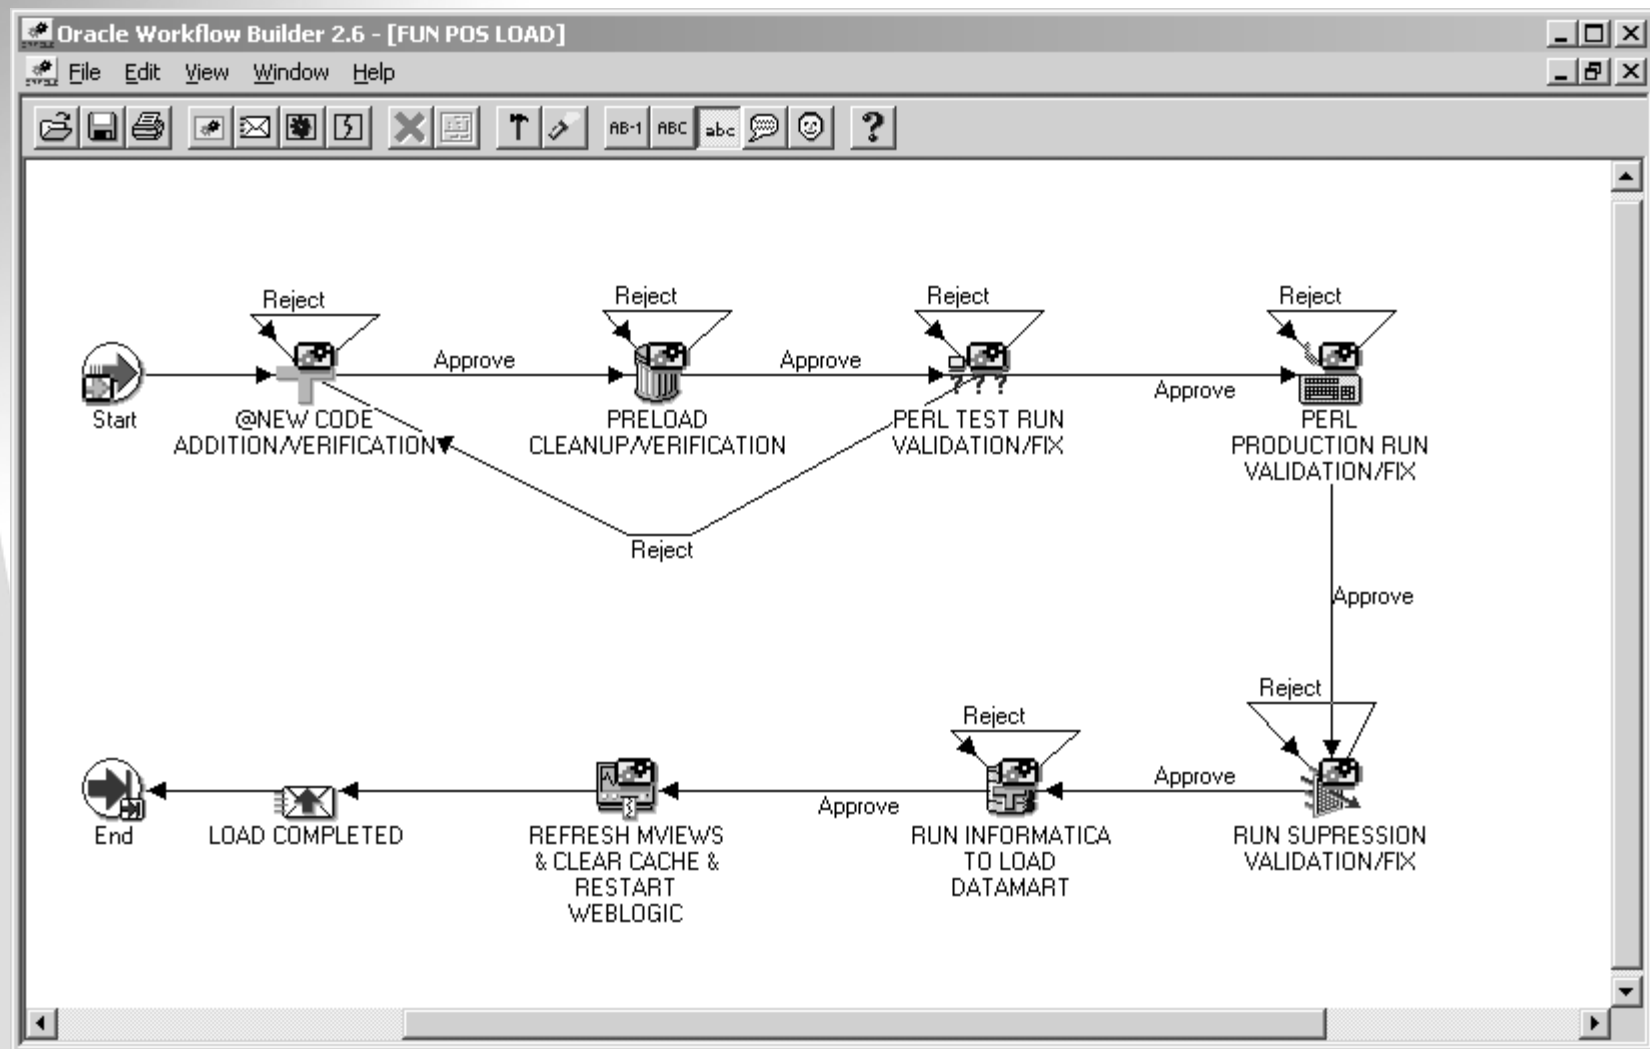 Oracle Workflow Builder 2.6 - [FUN POS LOAD]
File Edit View Window Help
AB-1 ABC abc ?
Reject Reject Reject Reject
Approve Approve Approve
Start
@NEW CODE
ADDITION/VERIFICATION
PRELOAD
CLEANUP/VERIFICATION
PERL TEST RUN
VALIDATION/FIX
PERL
PRODUCTION RUN
VALIDATION/FIX
Reject
Approve
Reject
Reject
Approve
Approve
End
LOAD COMPLETED
REFRESH MVIEWS
& CLEAR CACHE &
RESTART
WEBLOGIC
RUN INFORMATICA
TO LOAD
DATAMART
RUN SUPRESSION
VALIDATION/FIX